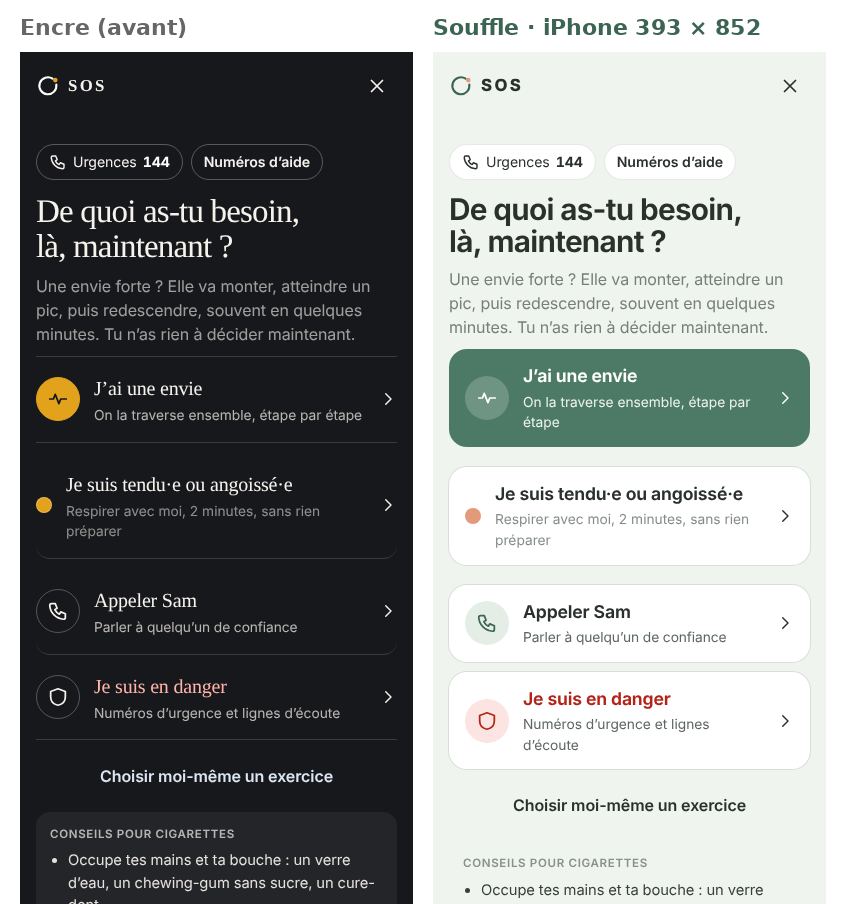 Encre (avant)
SOS
Urgences 144
Numéros d’aide
De quoi as-tu besoin,
là, maintenant ?
Une envie forte ? Elle va monter, atteindre un
pic, puis redescendre, souvent en quelques
minutes. Tu n’as rien à décider maintenant.
J’ai une envie
On la traverse ensemble, étape par étape
Je suis tendu·e ou angoissé·e
Respirer avec moi, 2 minutes, sans rien
préparer
Appeler Sam
Parler à quelqu’un de confiance
Je suis en danger
Numéros d’urgence et lignes d’écoute
Choisir moi-même un exercice
CONSEILS POUR CIGARETTES
• Occupe tes mains et ta bouche : un verre
d’eau, un chewing-gum sans sucre, un cure-
dent
Souffle · iPhone 393 × 852
SOS
Urgences 144
Numéros d’aide
De quoi as-tu besoin,
là, maintenant ?
Une envie forte ? Elle va monter, atteindre un
pic, puis redescendre, souvent en quelques
minutes. Tu n’as rien à décider maintenant.
J’ai une envie
On la traverse ensemble, étape par
étape
Je suis tendu·e ou angoissé·e
Respirer avec moi, 2 minutes, sans rien
préparer
Appeler Sam
Parler à quelqu’un de confiance
Je suis en danger
Numéros d’urgence et lignes
d’écoute
Choisir moi-même un exercice
CONSEILS POUR CIGARETTES
• Occupe tes mains et ta bouche : un verre